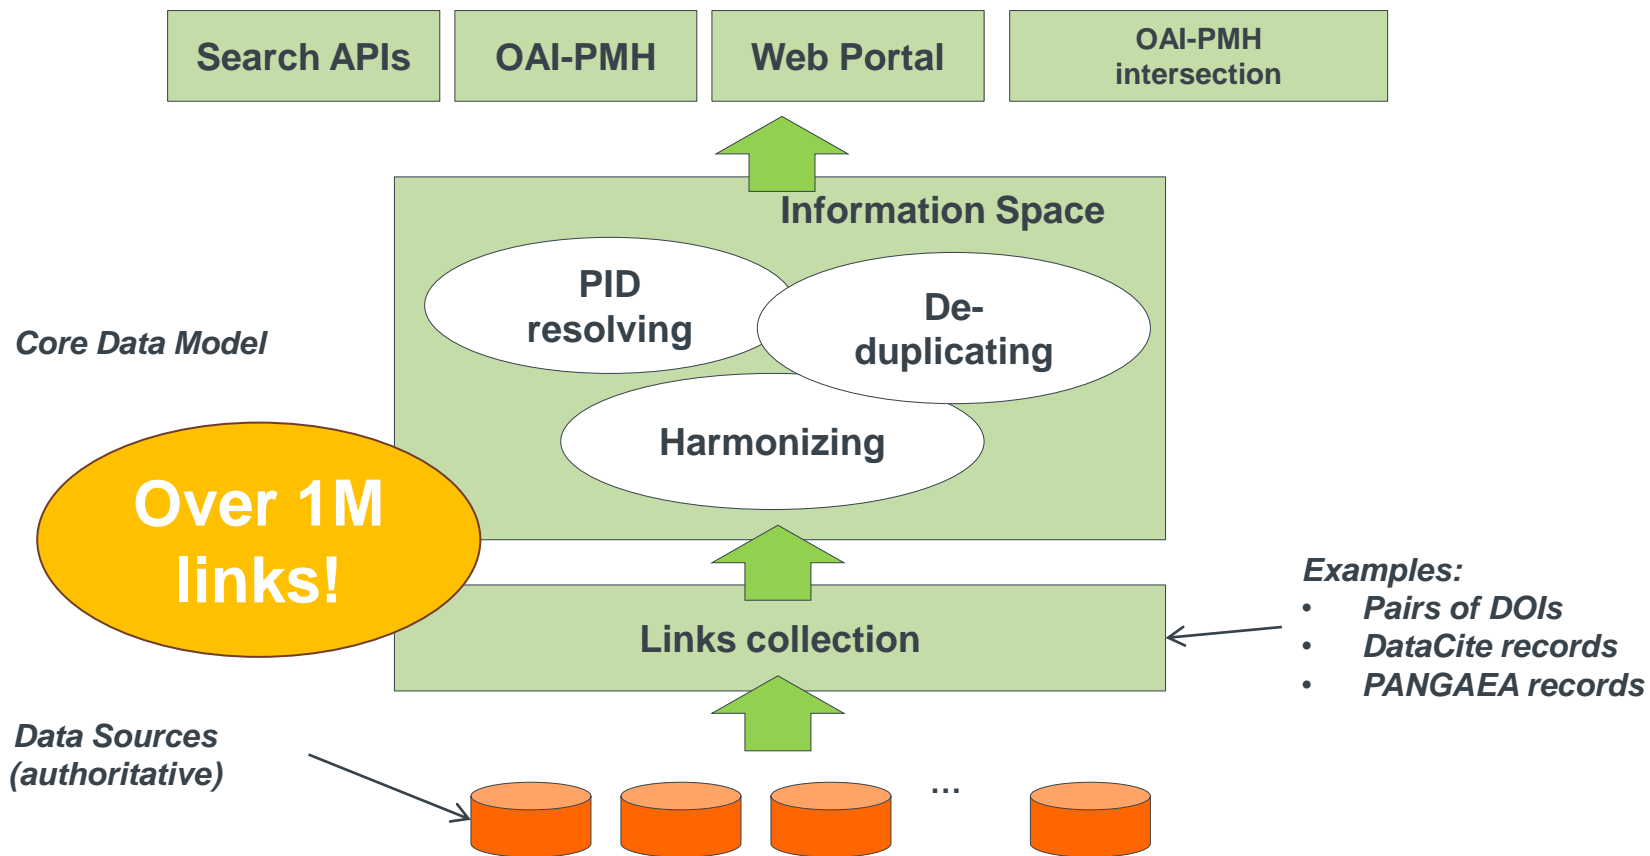 Search APIs
OAI-PMH
Web Portal
OAI-PMH
intersection
Information Space
PID
resolving
De-
duplicating
Core Data Model
Harmonizing
Over 1M
links!
Links collection
Examples:
• Pairs of DOIs
• DataCite records
• PANGAEA records
Data Sources
(authoritative)
...